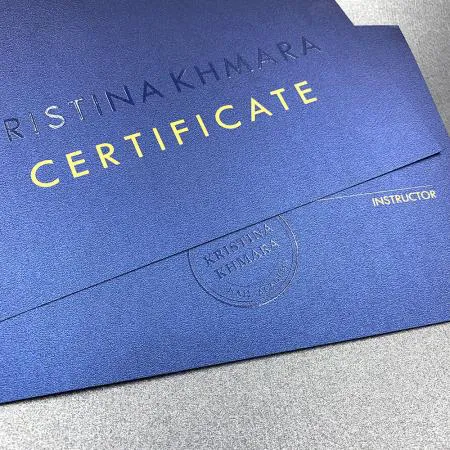 RISTINA KHMARA
CERTIFICATE
INSTRUCTOR
KRISTINA
KHMARA